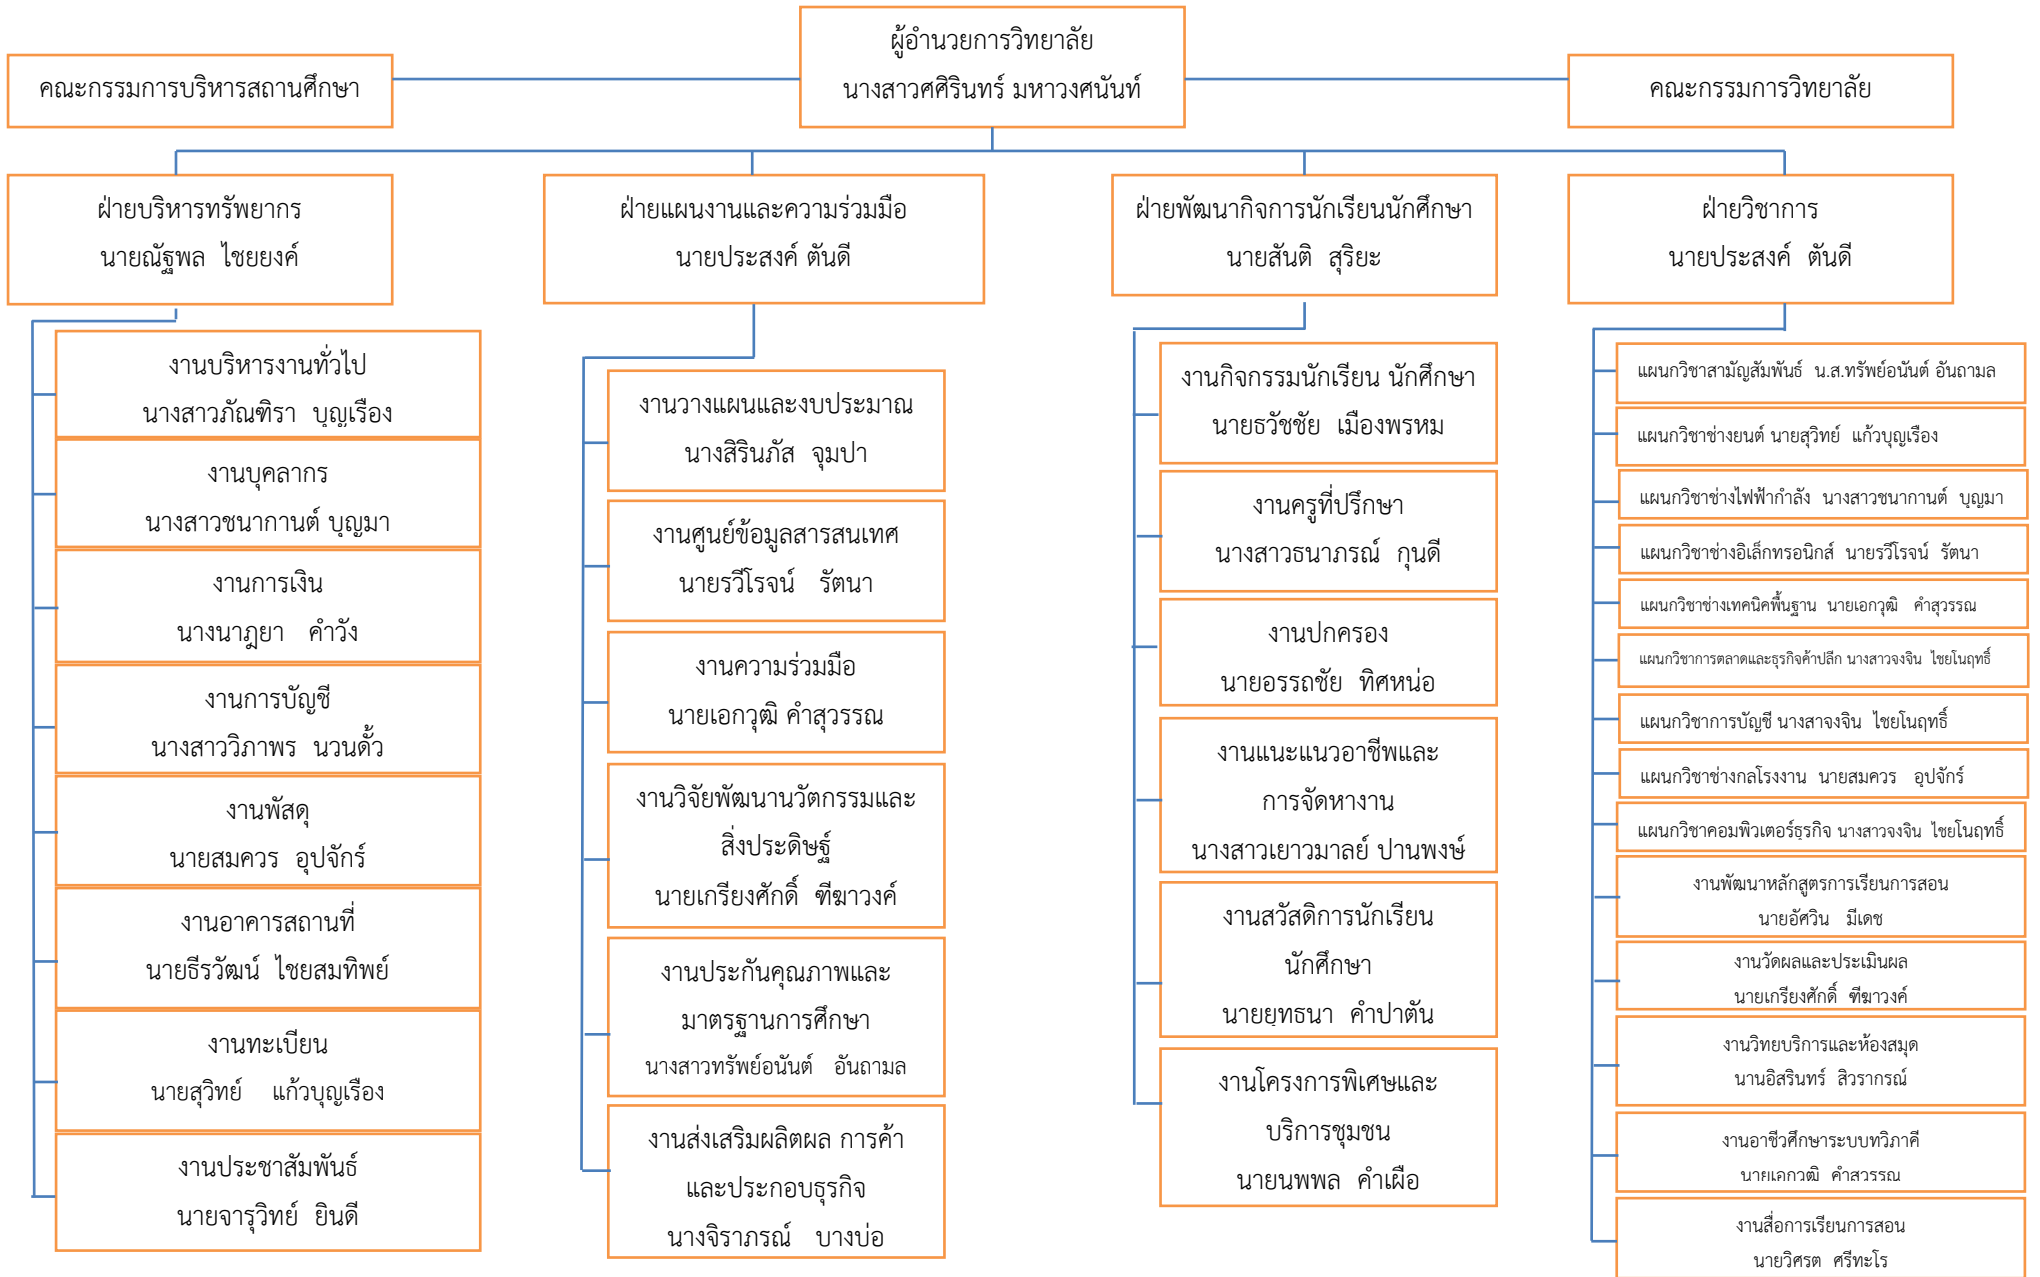 ผู้อำนวยการวิทยาลัย
นางสาวศศิรินทร์ มหาวงศนันท์
คณะกรรมการบริหารสถานศึกษา
คณะกรรมการวิทยาลัย
ฝ่ายบริหารทรัพยากร
นายณัฐพล ไชยยงค์
ฝ่ายแผนงานและความร่วมมือ
นายประสงค์ ตันดี
ฝ่ายพัฒนากิจการนักเรียนนักศึกษา
นายสันติ สุริยะ
ฝ่ายวิชาการ
นายประสงค์ ตันดี
งานบริหารงานทั่วไป
นางสาวภัณฑิรา บุญเรือง
งานบุคลากร
นางสาวชนากานต์ บุญมา
งานการเงิน
นางนาฎยา คำวัง
งานการบัญชี
นางสาววิภาพร นวนดั้ว
งานพัสดุ
นายสมควร อุปจักร์
งานอาคารสถานที่
นายธีรวัฒน์ ไชยสมทิพย์
งานทะเบียน
นายสุวิทย์ แก้วบุญเรือง
งานประชาสัมพันธ์
นายจารุวิทย์ ยินดี
งานวางแผนและงบประมาณ
นางสิรินภัส จุมปา
งานศูนย์ข้อมูลสารสนเทศ
นายรวีโรจน์ รัตนา
งานความร่วมมือ
นายเอกวุฒิ คำสุวรรณ
งานวิจัยพัฒนานวัตกรรมและ
สิ่งประดิษฐ์
นายเกรียงศักดิ์ ฑีฆาวงค์
งานประกันคุณภาพและ
มาตรฐานการศึกษา
นางสาวทรัพย์อนันต์ อันถามล
งานส่งเสริมผลิตผล การค้า
และประกอบธุรกิจ
นางจิราภรณ์ บางบ่อ
งานกิจกรรมนักเรียน นักศึกษา
นายธวัชชัย เมืองพรหม
งานครูที่ปรึกษา
นางสาวธนาภรณ์ กุนดี
งานปกครอง
นายอรรถชัย ทิศหน่อ
งานแนะแนวอาชีพและ
การจัดหางาน
นางสาวเยาวมาลย์ ปานพงษ์
งานสวัสดิการนักเรียน
นักศึกษา
นายยุทธนา คำปาตัน
งานโครงการพิเศษและ
บริการชุมชน
นายนพพล คำเผือ
แผนกวิชาสามัญสัมพันธ์ น.ส.ทรัพย์อนันต์ อันถามล
แผนกวิชาช่างยนต์ นายสุวิทย์ แก้วบุญเรือง
แผนกวิชาช่างไฟฟ้ากำลัง นางสาวชนากานต์ บุญมา
แผนกวิชาช่างอิเล็กทรอนิกส์ นายรวีโรจน์ รัตนา
แผนกวิชาช่างเทคนิคพื้นฐาน นายเอกวุฒิ คำสุวรรณ
แผนกวิชาการตลาดและธุรกิจค้าปลีก นางสาวจงจิน ไชยโนฤทธิ์
แผนกวิชาการบัญชี นางสาจงจิน ไชยโนฤทธิ์
แผนกวิชาช่างกลโรงงาน นายสมควร อุปจักร์
แผนกวิชาคอมพิวเตอร์ธุรกิจ นางสาวจงจิน ไชยโนฤทธิ์
งานพัฒนาหลักสูตรการเรียนการสอน
นายอัศวิน มีเดช
งานวัดผลและประเมินผล
นายเกรียงศักดิ์ ฑีฆาวงค์
งานวิทยบริการและห้องสมุด
นานอิสรินทร์ สิวรากรณ์
งานอาชีวศึกษาระบบทวิภาคี
นายเอกวุฒิ คำสุวรรณ
งานสื่อการเรียนการสอน
นายวิศรุต ศรีทะโร